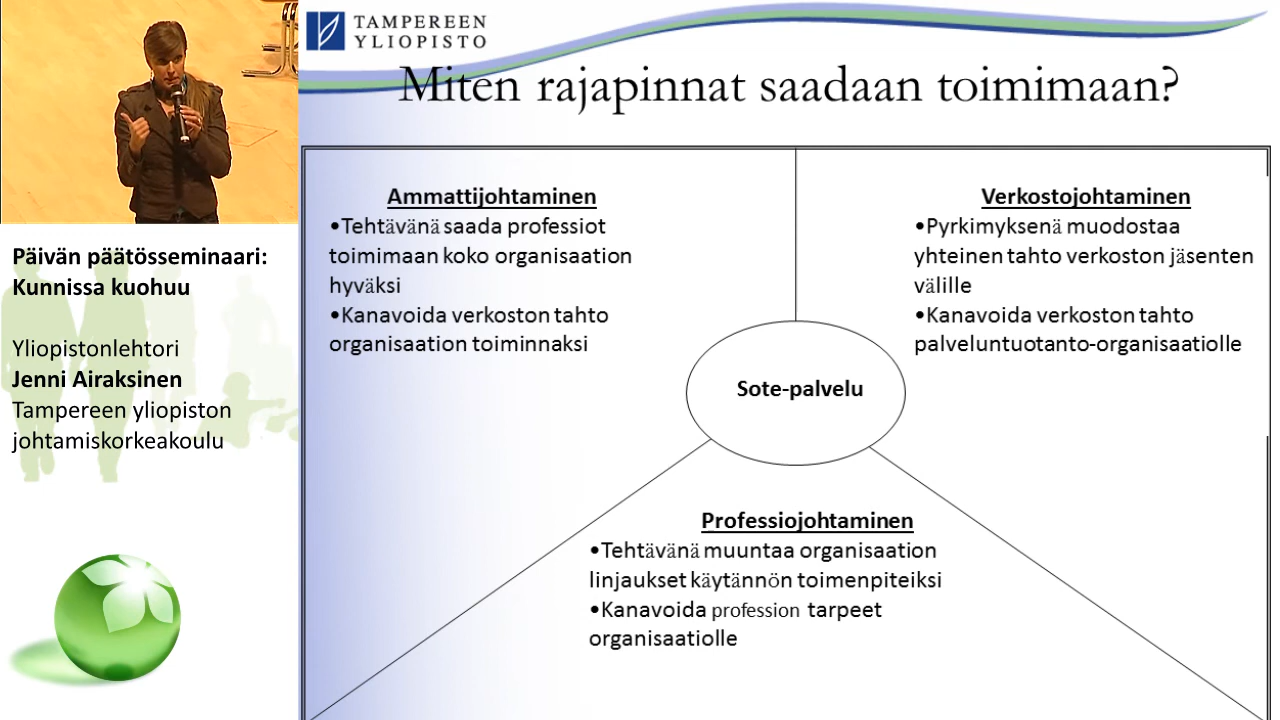 TAMPEREEN
YLIOPISTO
Miten rajapinnat saadaan toimimaan?
Päivän päätösseminaari:
Kunnissa kuohuu
Yliopistonlehtori
Jenni Airaksinen
Tampereen yliopiston
johtamiskorkeakoulu
Ammattijohtaminen
•Tehtävänä saada professiot
toimimaan koko organisaation
hyväksi
•Kanavoida verkoston tahto
organisaation toiminnaksi
Verkostojohtaminen
•Pyrkimyksenä muodostaa
yhteinen tahto verkoston jäsenten
välille
•Kanavoida verkoston tahto
palveluntuotanto-organisaatiolle
Sote-palvelu
Professiojohtaminen
•Tehtävänä muuntaa organisaation
linjaukset käytännön toimenpiteiksi
•Kanavoida profession tarpeet
organisaatiolle